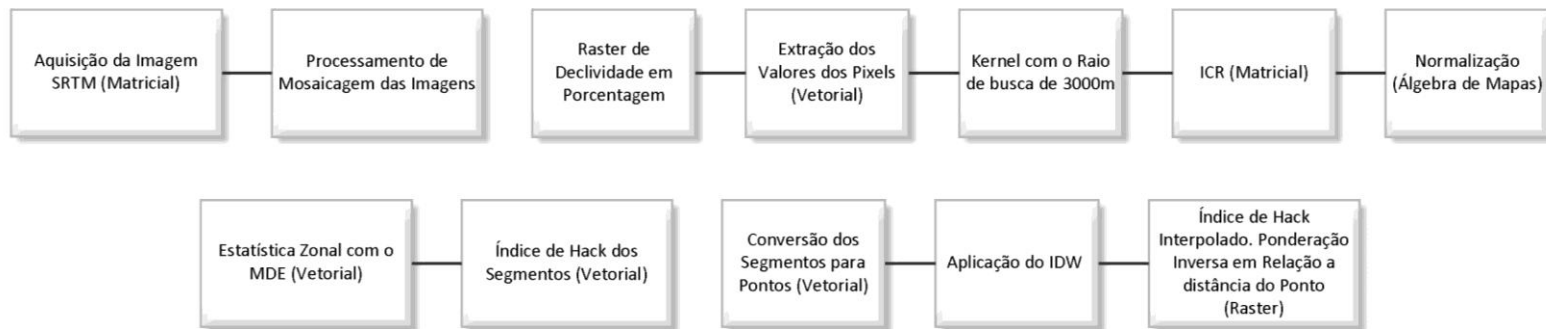 Aquisição da Imagem
SRTM (Matricial)
Processamento de
Mosaicagem das Imagens
Raster de
Declividade em
Porcentagem
Extração dos
Valores dos Pixels
(Vetorial)
Kernel com o Raio
de busca de 3000m
ICR (Matricial)
Normalização
(Álgebra de Mapas)
Estatística Zonal com o
MDE (Vetorial)
Índice de Hack dos
Segmentos (Vetorial)
Conversão dos
Segmentos para
Pontos (Vetorial)
Aplicação do IDW
Índice de Hack
Interpolado. Ponderação
Inversa em Relação a
distância do Ponto
(Raster)